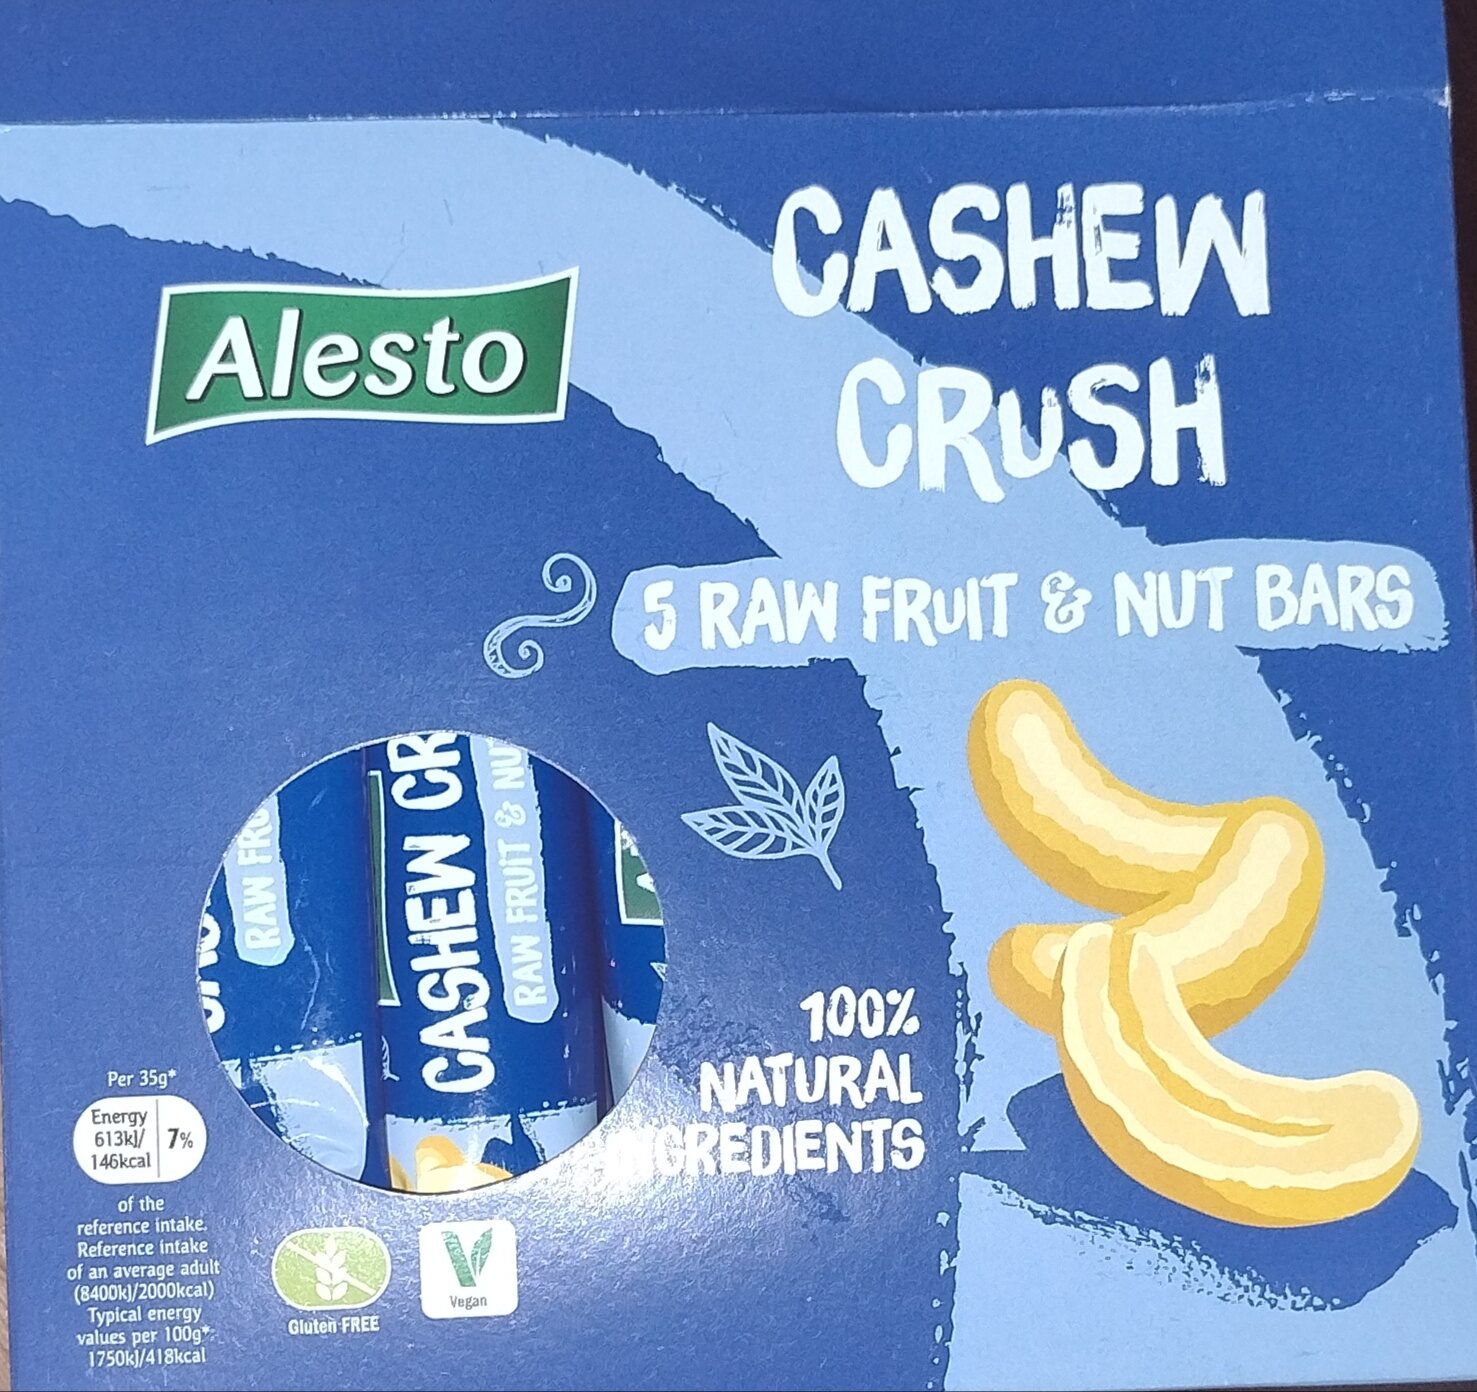 CASHEW
CRUSH
Alesto
5 RAW FRUIT & NUT BARS
RAW FRU
CASHEW CR
RAW FRUIT & NU
100%
NATURAL
INGREDIENTS
Per 35g*
Energy
613kJ/
146kcal
7%
of the
reference intake.
Reference intake
of an average adult
(8400kJ/2000kcal)
Typical energy
values per 100g*:
1750kJ/418kcal
Gluten FREE
Vegan